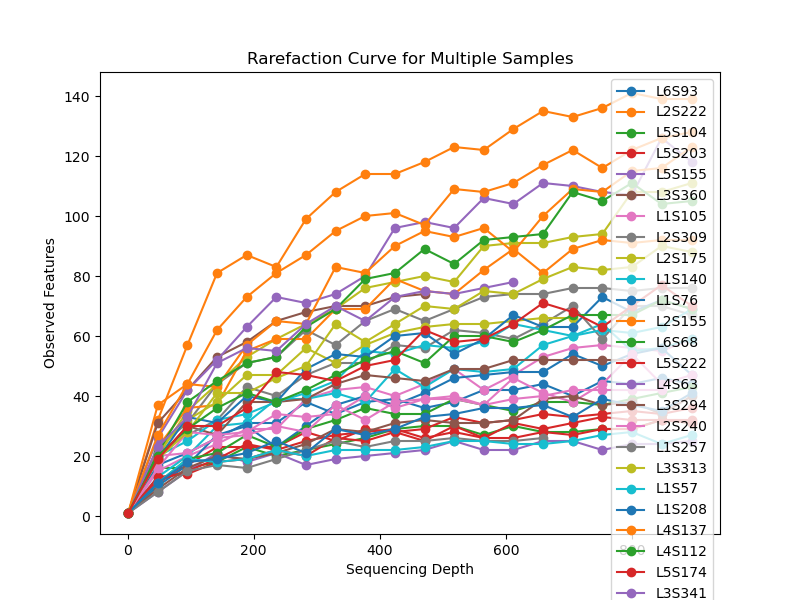 Rarefaction Curve for Multiple Samples
Observed Features
140
120
100
80
60
40
20
0
0
200
400
600
800
Sequencing Depth
L6S93
L2S222
L5S104
L5S203
L5S155
L3S360
L1S105
L2S309
L2S175
L1S140
L1S76
L2S155
L6S68
L5S222
L4S63
L3S294
L2S240
L1S257
L3S313
L1S57
L1S208
L4S137
L4S112
L5S174
L3S341